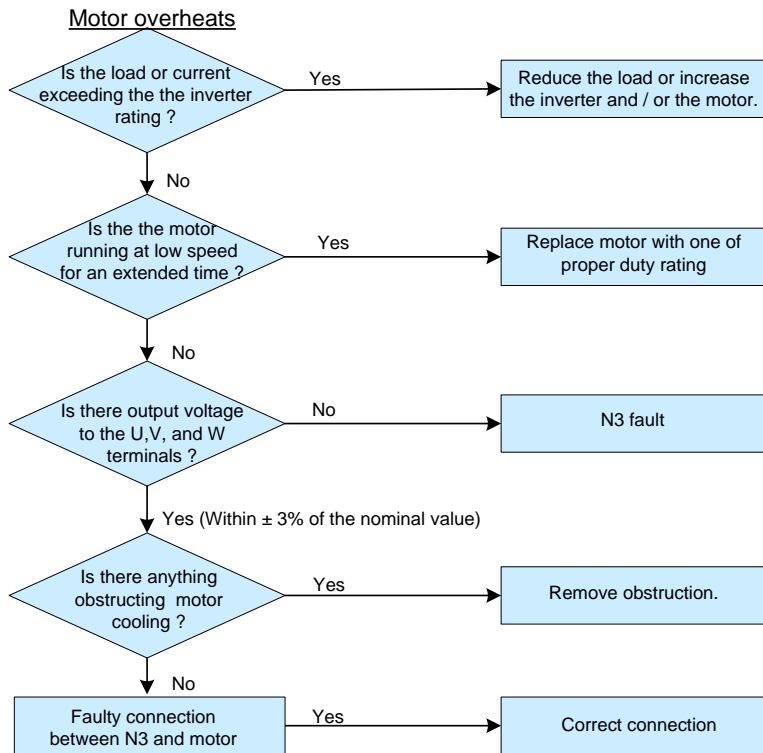 Motor overheats
Is the load or current
exceeding the the inverter
rating ?
Yes
Reduce the load or increase
the inverter and / or the motor.
No
Is the the motor
running at low speed
for an extended time ?
Yes
Replace motor with one of
proper duty rating
No
Is there output voltage
to the U,V, and W
terminals ?
No
N3 fault
Yes (Within ± 3% of the nominal value)
Is there anything
obstructing motor
cooling ?
Yes
Remove obstruction.
No
Faulty connection
between N3 and motor
Yes
Correct connection